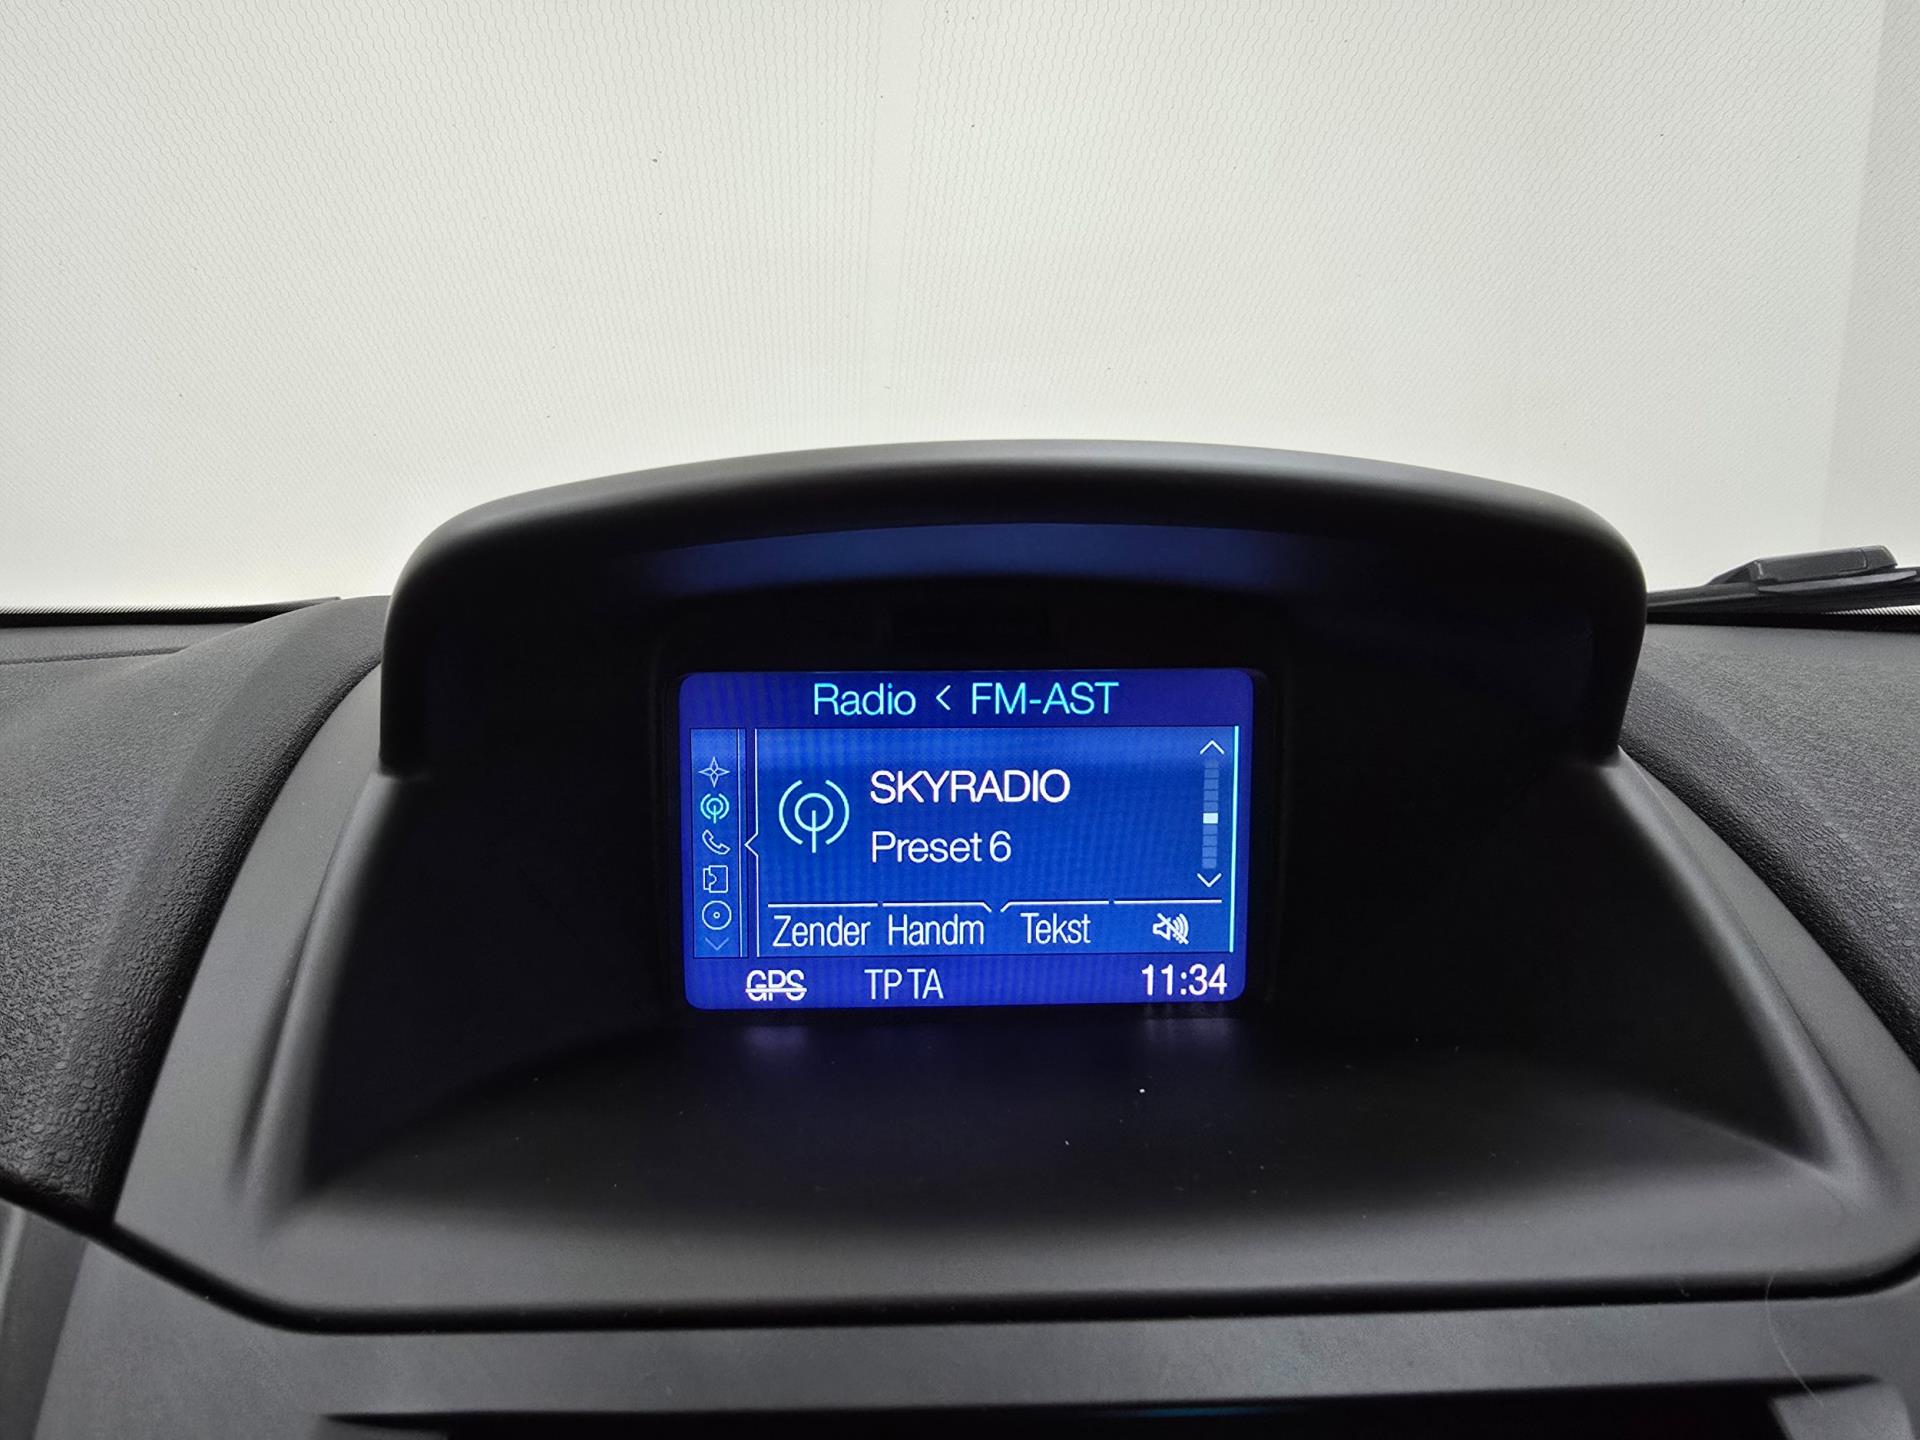 Radio < FM-AST
SKYRADIO
Preset 6
Zender Handm Tekst
GPS TP TA 11:34